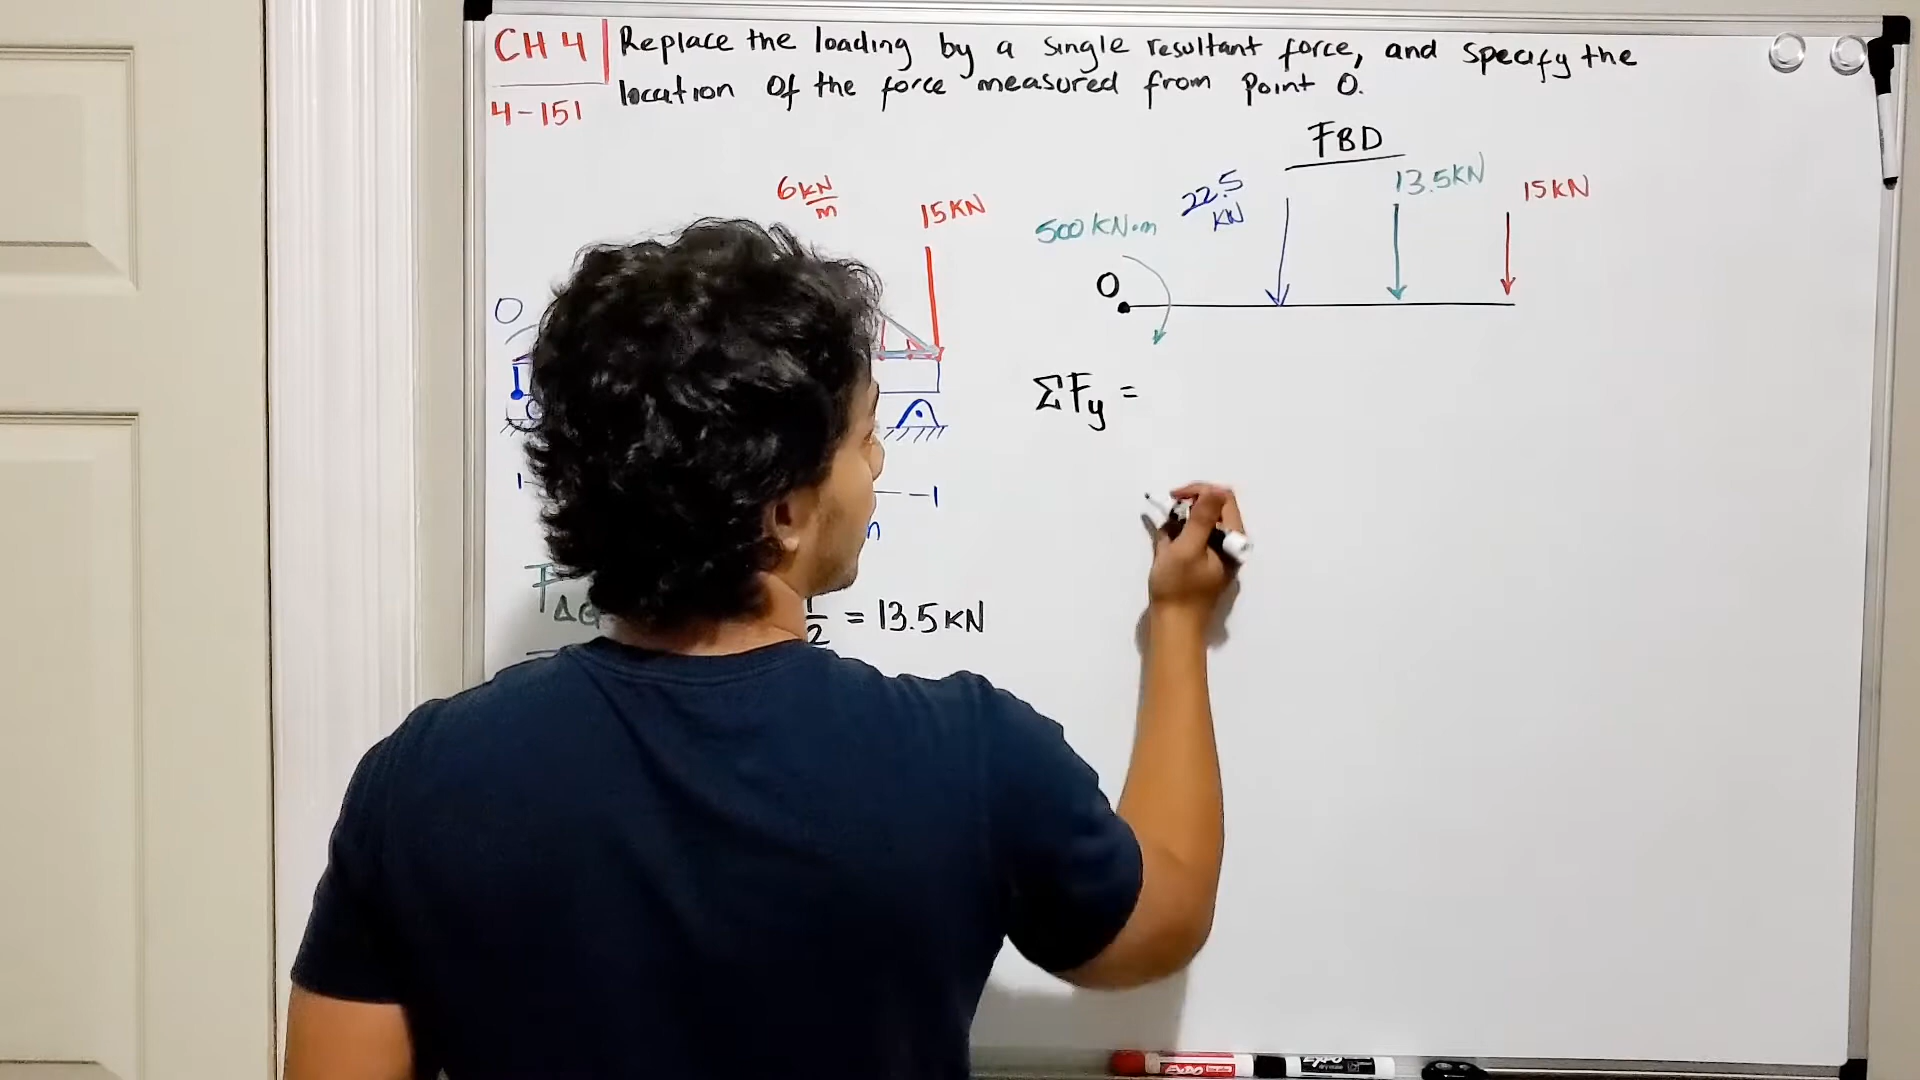 CH 4
4-151
Replace the loading by a single resultant force, and specify the
location of the force measured from Point O.
FBD
6 kN/m
15 KN
500 KN·m
22.5 KN
13.5 KN
15 KN
O
O
ΣFy =
= 13.5 KN
2
EXPO
EXPO